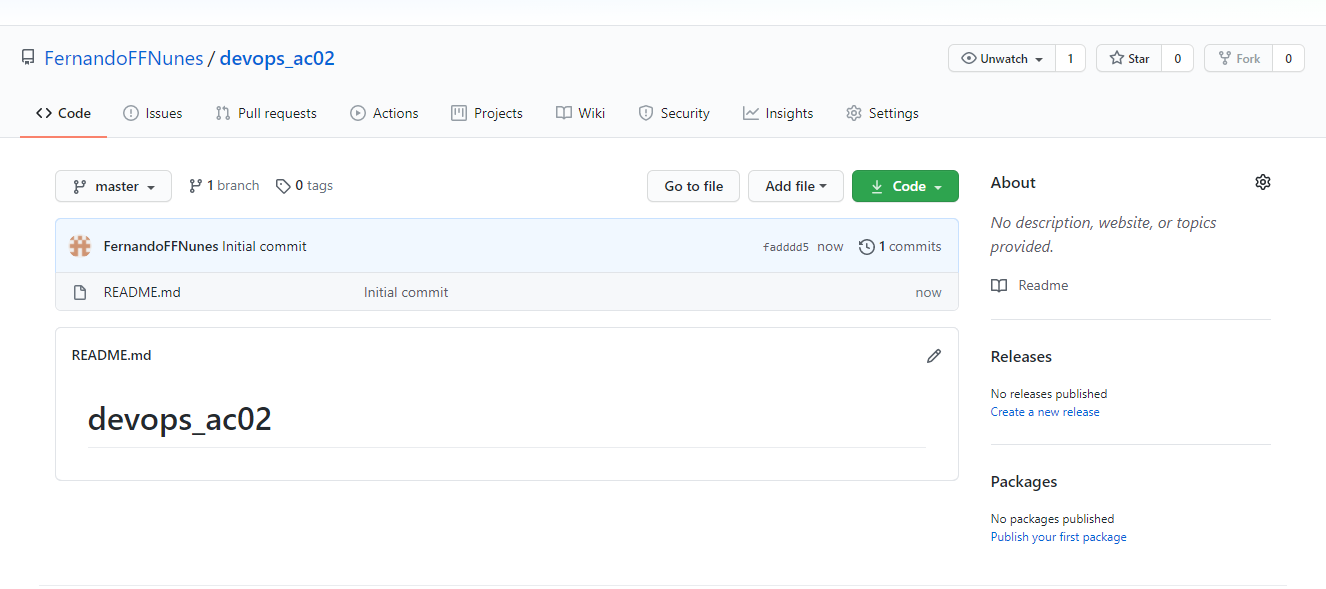 FernandoFFNunes / devops_ac02
Unwatch 1 Star 0 Fork 0
Code Issues Pull requests Actions Projects Wiki Security Insights Settings
master 1 branch 0 tags Go to file Add file Code
FernandoFFNunes Initial commit fadddd5 now 1 commits
README.md Initial commit now
README.md
devops_ac02
About
No description, website, or topics
provided.
Readme
Releases
No releases published
Create a new release
Packages
No packages published
Publish your first package